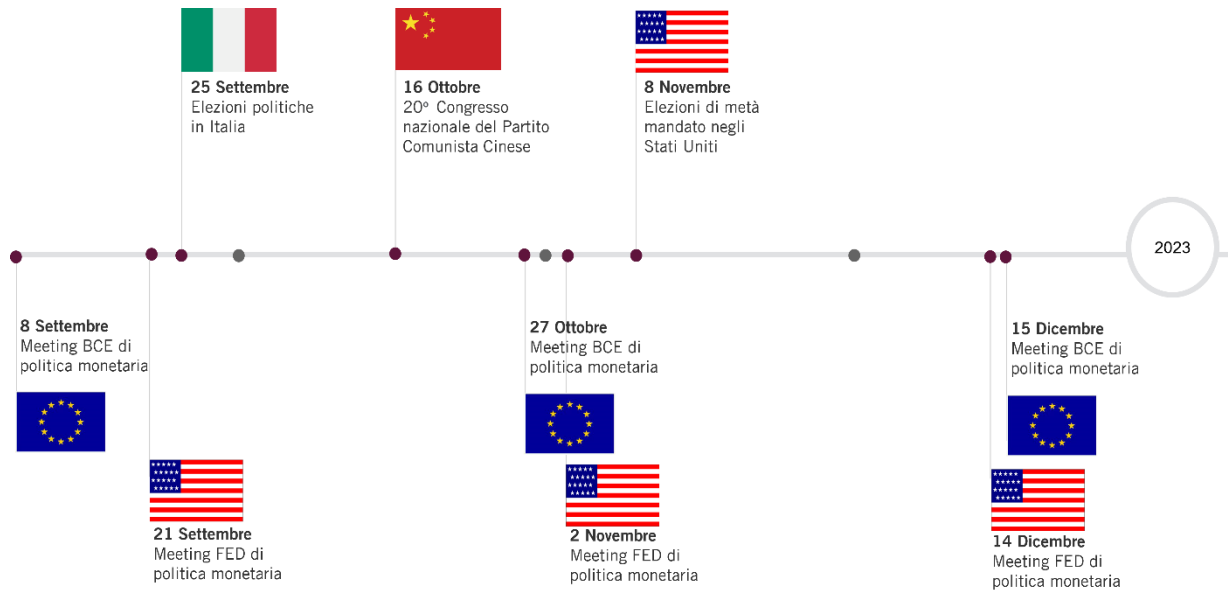 25 Settembre
Elezioni politiche
in Italia
16 Ottobre
20° Congresso
nazionale del Partito
Comunista Cinese
8 Novembre
Elezioni di metà
mandato negli
Stati Uniti
2023
8 Settembre
Meeting BCE di
politica monetaria
27 Ottobre
Meeting BCE di
politica monetaria
15 Dicembre
Meeting BCE di
politica monetaria
21 Settembre
Meeting FED di
politica monetaria
2 Novembre
Meeting FED di
politica monetaria
14 Dicembre
Meeting FED di
politica monetaria